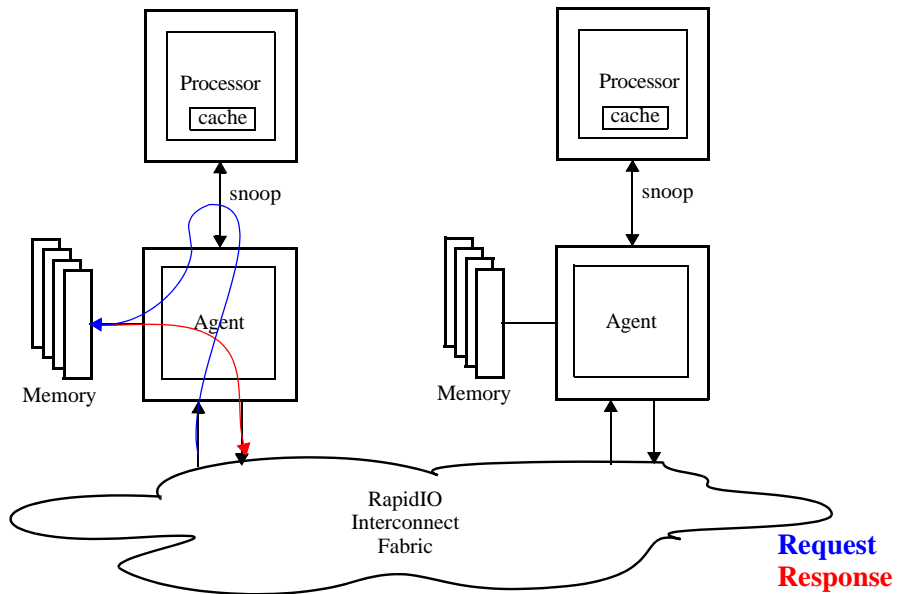 Processor
cache
Processor
cache
snoop
snoop
Agent
Agent
Memory
Memory
RapidIO
Interconnect
Fabric
Request
Response